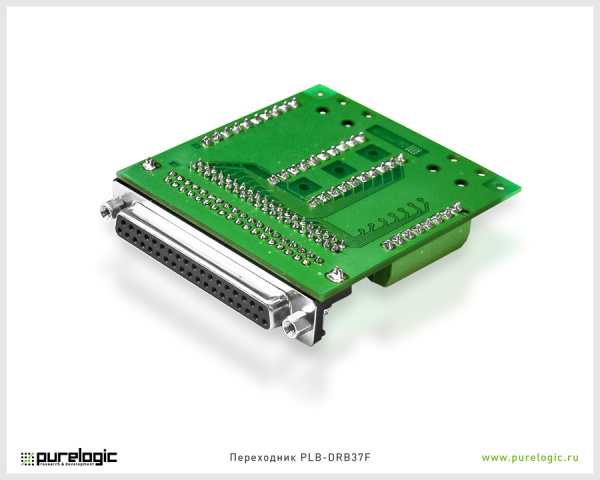 purelogic
research & development
Переходник PLB-DRB37F
www.purelogic.ru